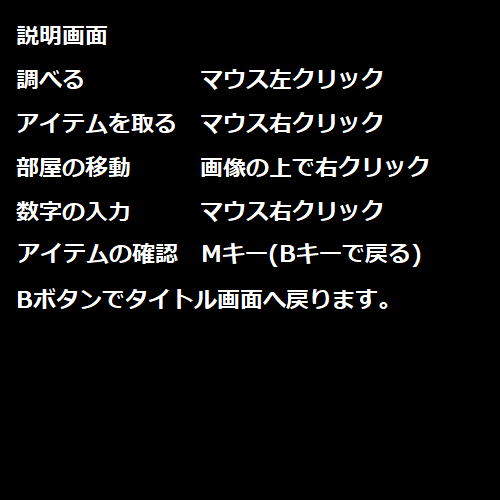 説明画面
調べる　マウス左クリック
アイテムを取る　マウス右クリック
部屋の移動　画像の上で右クリック
数字の入力　マウス右クリック
アイテムの確認　Mキー(Bキーで戻る)
Bボタンでタイトル画面へ戻ります。